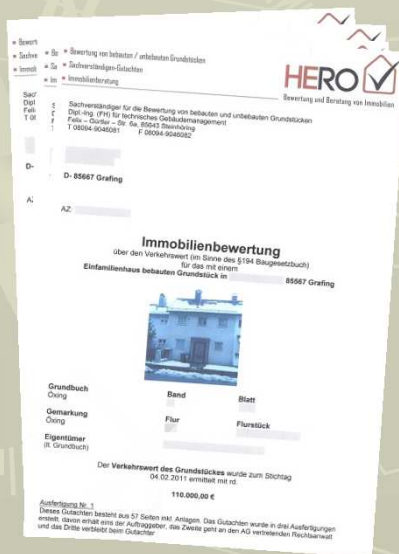 • Bewertung von bebauten / unbebauten Grundstücken
• Sachverständigen-Gutachten
• Immobilienberatung
HERO
Bewertung und Beratung von Immobilien
Sachverständiger für die Bewertung von bebauten und unbebauten Grundstücken
Dipl.-Ing. (FH) für technisches Gebäudemanagement
Felix – Gürtler – Str. 6a, 85643 Steinhöring
T 08094-9046081 F 08094-9046082
D- 85667 Grafing
AZ:
Immobilienbewertung
über den Verkehrswert (im Sinne des §194 Baugesetzbuch)
für das mit einem
Einfamilienhaus bebauten Grundstück in 85567 Grafing
Grundbuch Band Blatt
Öxing
Gemarkung Flur Flurstück
Öxing
Eigentümer
(lt. Grundbuch)
Der Verkehrswert des Grundstückes wurde zum Stichtag
04.02.2011 ermittelt mit rd.
110.000,00 €
Ausfertigung Nr. 1
Dieses Gutachten besteht aus 57 Seiten inkl. Anlagen. Das Gutachten wurde in drei Ausfertigungen
erstellt, davon erhält eins der Auftraggeber, das Zweite geht an den AG vertretenden Rechtsanwalt
und das Dritte verbleibt beim Gutachter